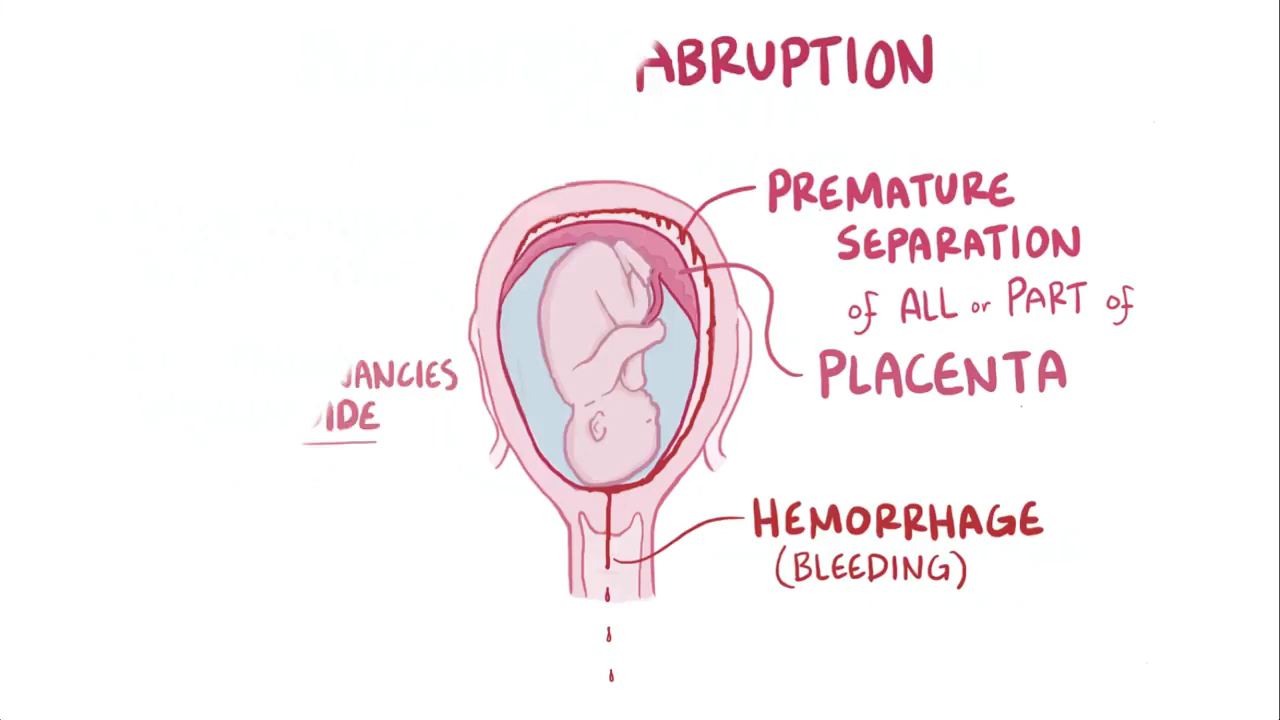 ABRUPTION
PREMATURE
SEPARATION
of ALL or PART of
PLACENTA
HEMORRHAGE
(BLEEDING)